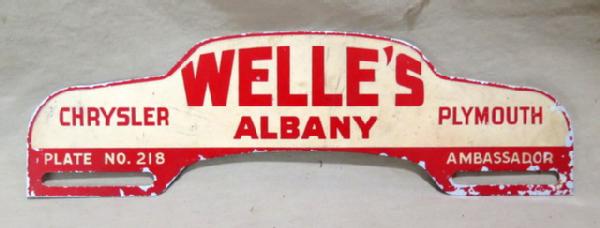 WELLE'S
CHRYSLER ALBANY PLYMOUTH
PLATE NO. 218 AMBASSADOR